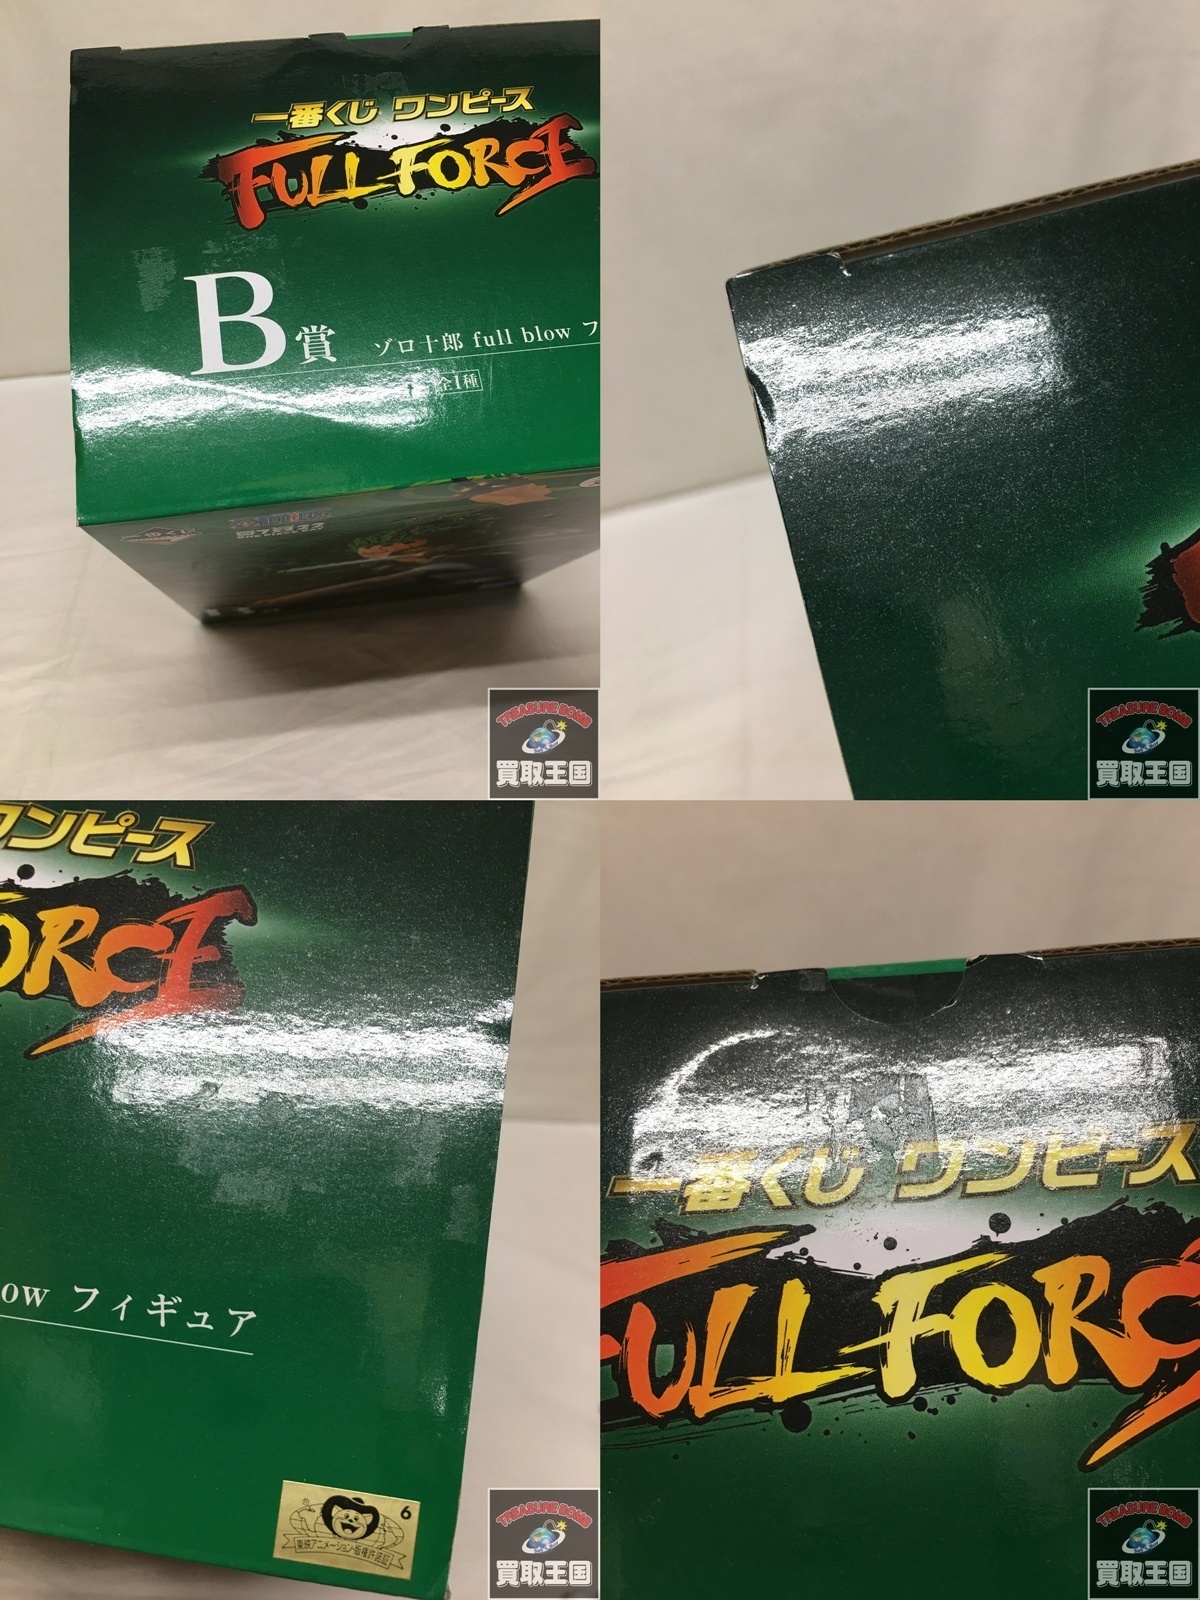 一番くじ ワンピース
FULL FORCE
B賞
ゾロ十郎 full blow フ
全1種
TREASURE BOMB
買取王国
TREASURE BOMB
買取王国
ワンピース
ORCE
ow フィギュア
6
東映アニメーション・版権許諾証
TREASURE BOMB
買取王国
一番くじ ワンピース
FULL FORC
TREASURE BOMB
買取王国